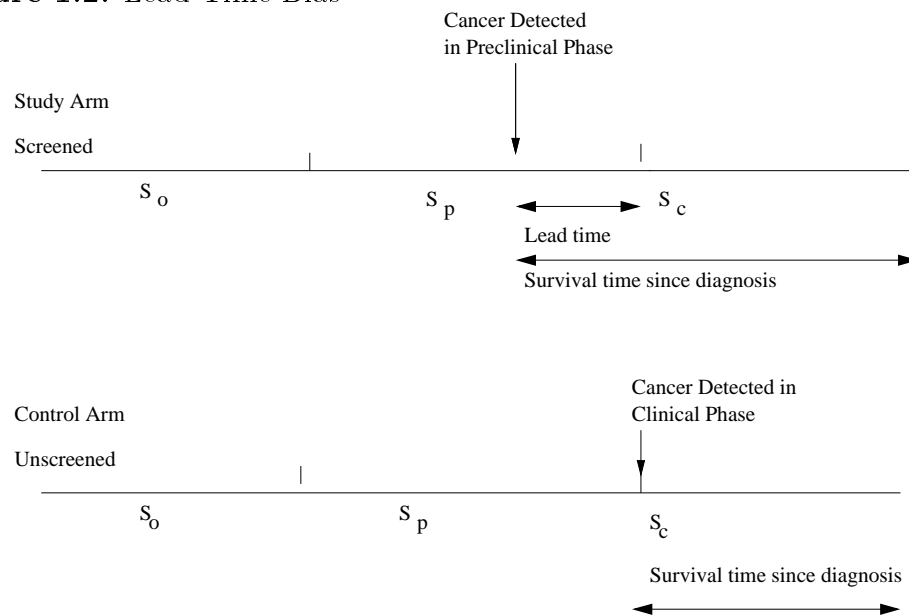 Cancer Detected
in Preclinical Phase
Study Arm
Screened
S o
S p
S c
Lead time
Survival time since diagnosis
Cancer Detected in
Clinical Phase
Control Arm
Unscreened
S o
S p
S c
Survival time since diagnosis